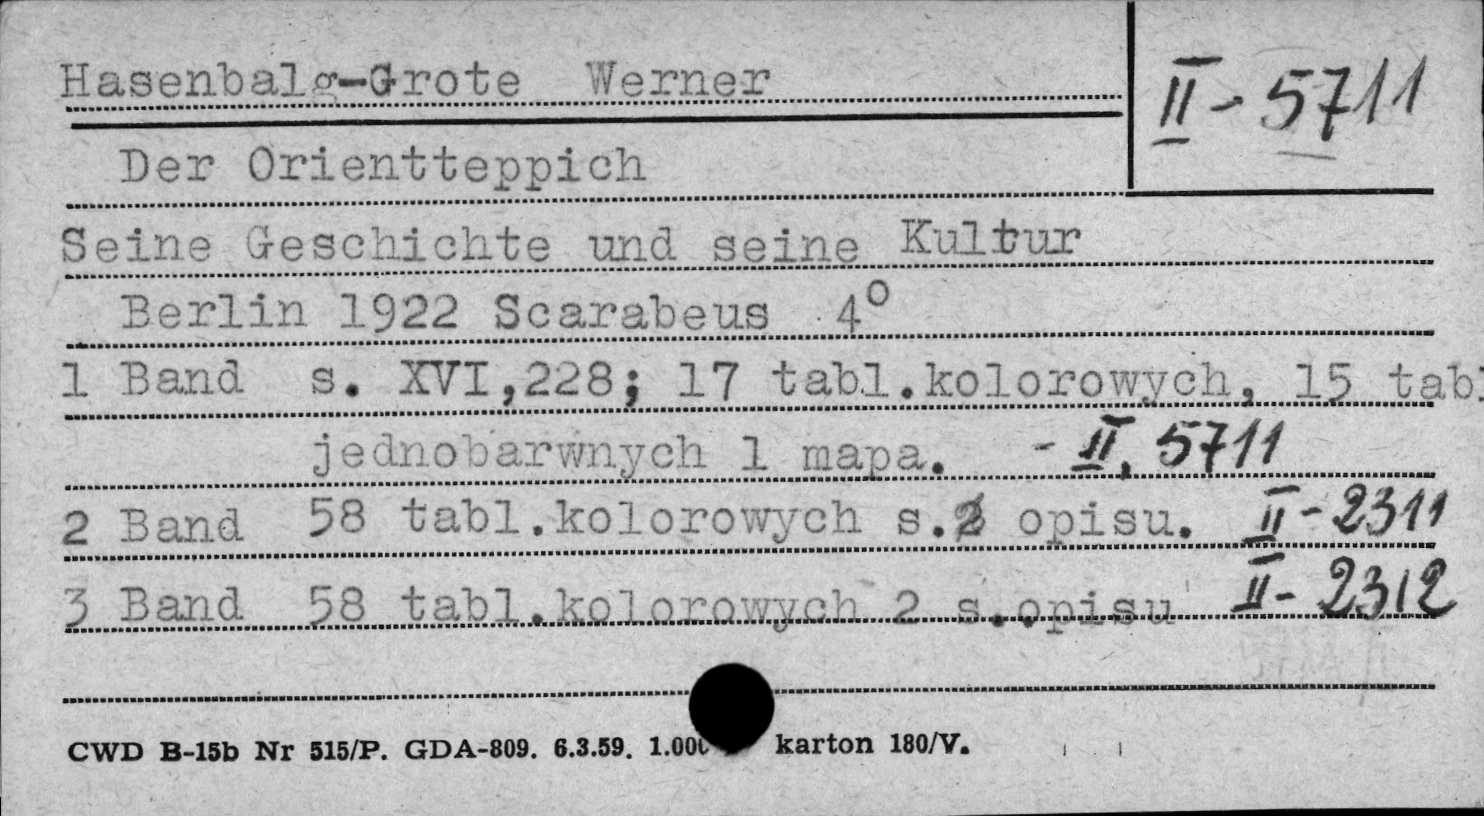 Hasenbalg-Grote Werner
II - 5711
Der Orientteppich
Seine Geschichte und seine Kultur
Berlin 1922 Scarabeus 4°
1 Band s. XVI,228; 17 tabl.kolorowych, 15 tabl
jednobarwnych 1 mapa. - II, 5711
2 Band 58 tabl.kolorowych s.2 opisu. II - 2311
3 Band 58 tabl.kolorowych 2 s.opisu II - 2312
CWD B-15b Nr 515/P. GDA-809. 6.3.59. 1.000 karton 180/V.